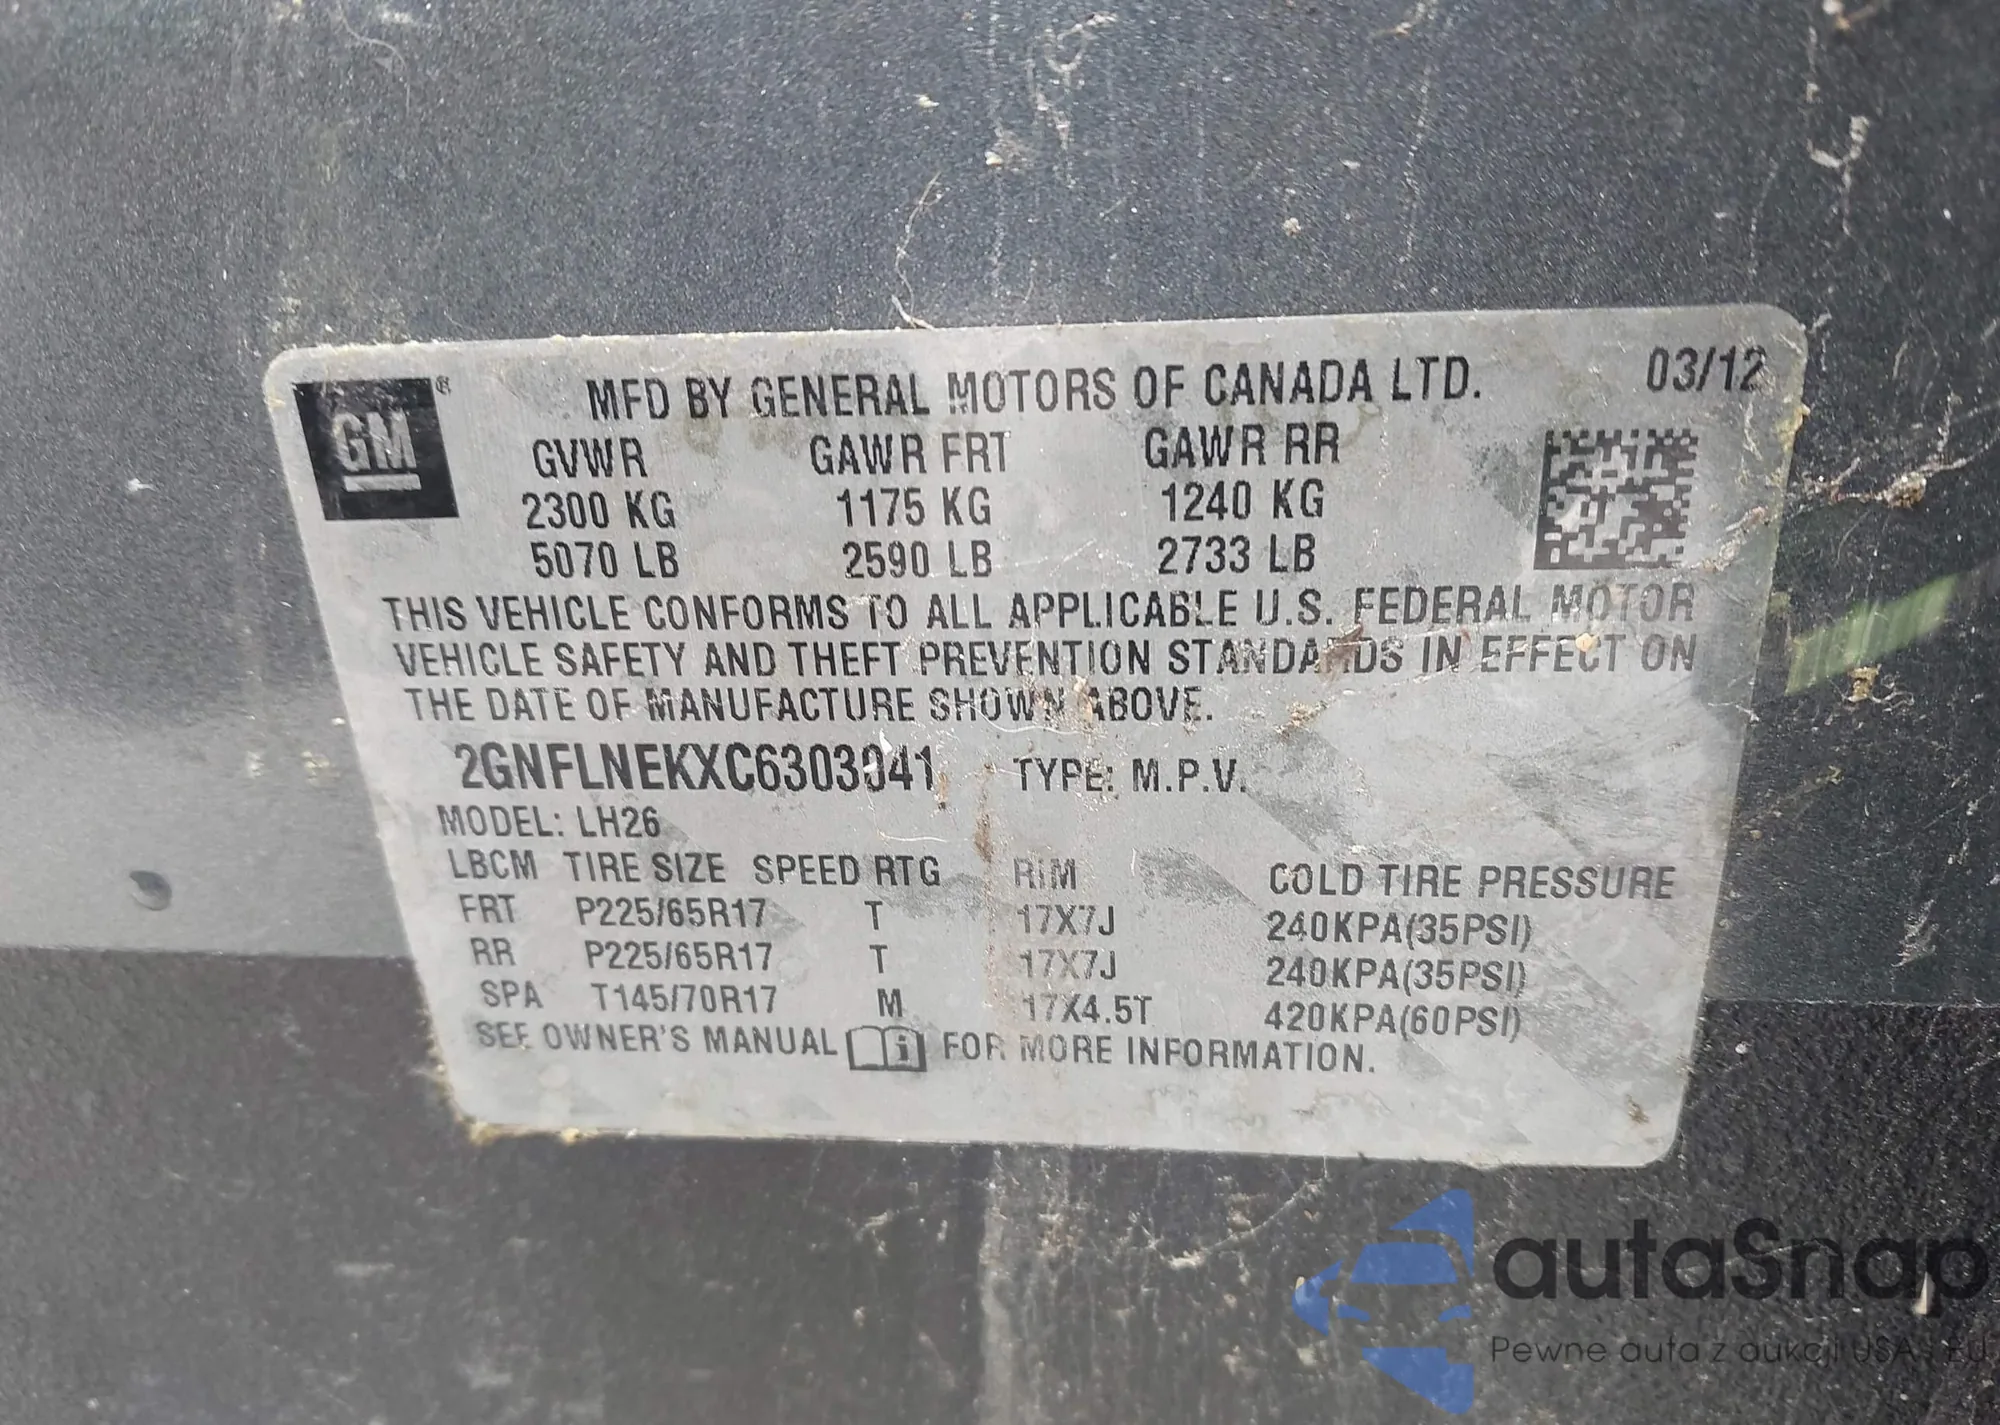 GM®
MFD BY GENERAL MOTORS OF CANADA LTD. 03/12
GVWR GAWR FRT GAWR RR
2300 KG 1175 KG 1240 KG
5070 LB 2590 LB 2733 LB
THIS VEHICLE CONFORMS TO ALL APPLICABLE U.S. FEDERAL MOTOR
VEHICLE SAFETY AND THEFT PREVENTION STANDARDS IN EFFECT ON
THE DATE OF MANUFACTURE SHOWN ABOVE.
2GNFLNEKXC6303941 TYPE: M.P.V.
MODEL: LH26
LBCM TIRE SIZE SPEED RTG RIM COLD TIRE PRESSURE
FRT P225/65R17 T 17X7J 240KPA(35PSI)
RR P225/65R17 T 17X7J 240KPA(35PSI)
SPA T145/70R17 M 17X4.5T 420KPA(60PSI)
SEE OWNER'S MANUAL i FOR MORE INFORMATION.
autaSnap
Pewne auta z aukcji USA i EU